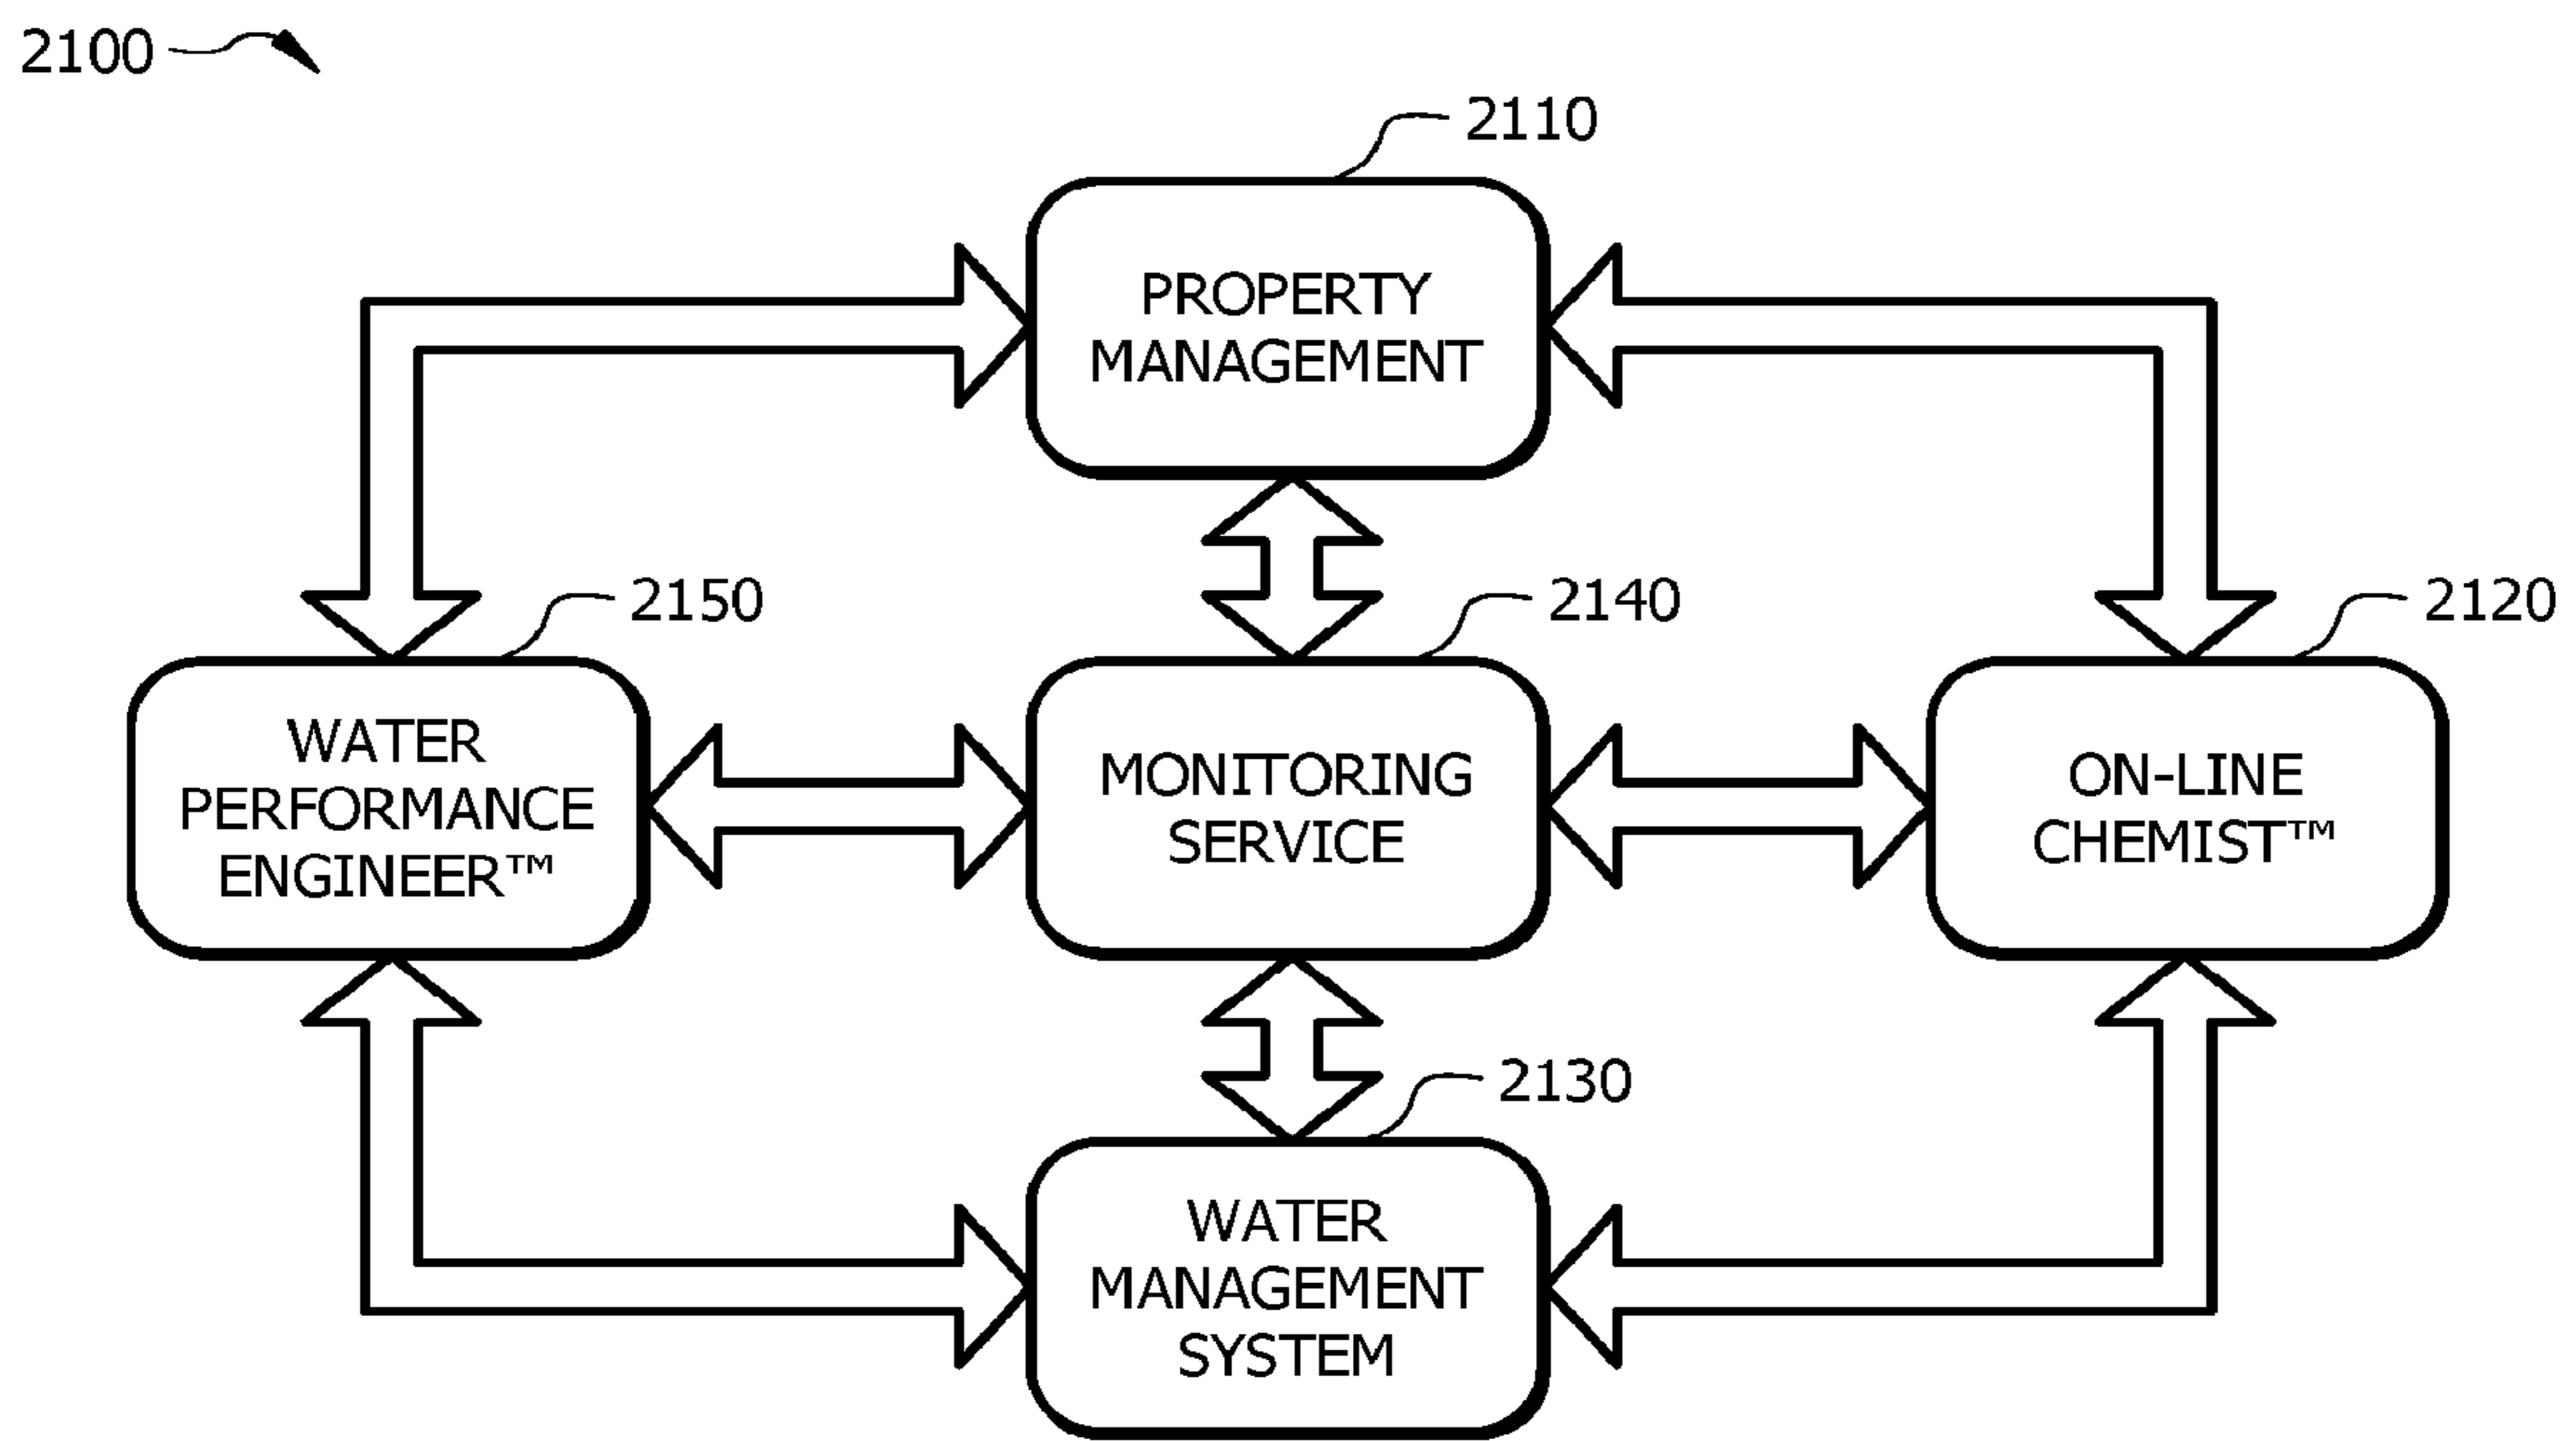 2100
2110
PROPERTY
MANAGEMENT
2150
2140
2120
WATER
PERFORMANCE
ENGINEER™
MONITORING
SERVICE
ON-LINE
CHEMIST™
2130
WATER
MANAGEMENT
SYSTEM